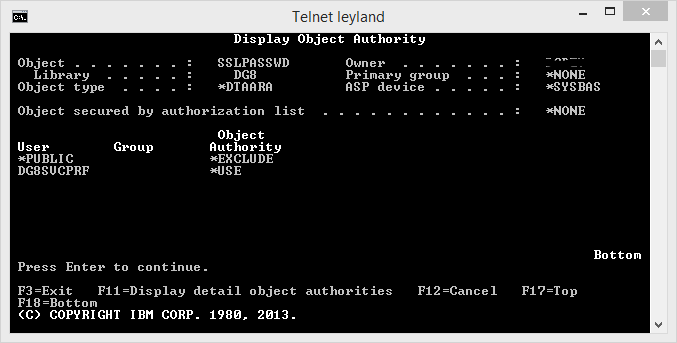 Telnet leyland
Display Object Authority
Object . . . . . . . :   SSLPASSWD       Owner  . . . . . . . :
Library  . . . . . :     DG8           Primary group  . . . :   *NONE
Object type  . . . . :   *DTAARA         ASP device . . . . . :   *SYSBAS
Object secured by authorization list  . . . . . . . . . . . . :   *NONE
Object
User        Group       Authority
*PUBLIC                 *EXCLUDE
DG8SVCPRF               *USE
Bottom
Press Enter to continue.
F3=Exit   F11=Display detail object authorities   F12=Cancel   F17=Top
F18=Bottom
(C) COPYRIGHT IBM CORP. 1980, 2013.